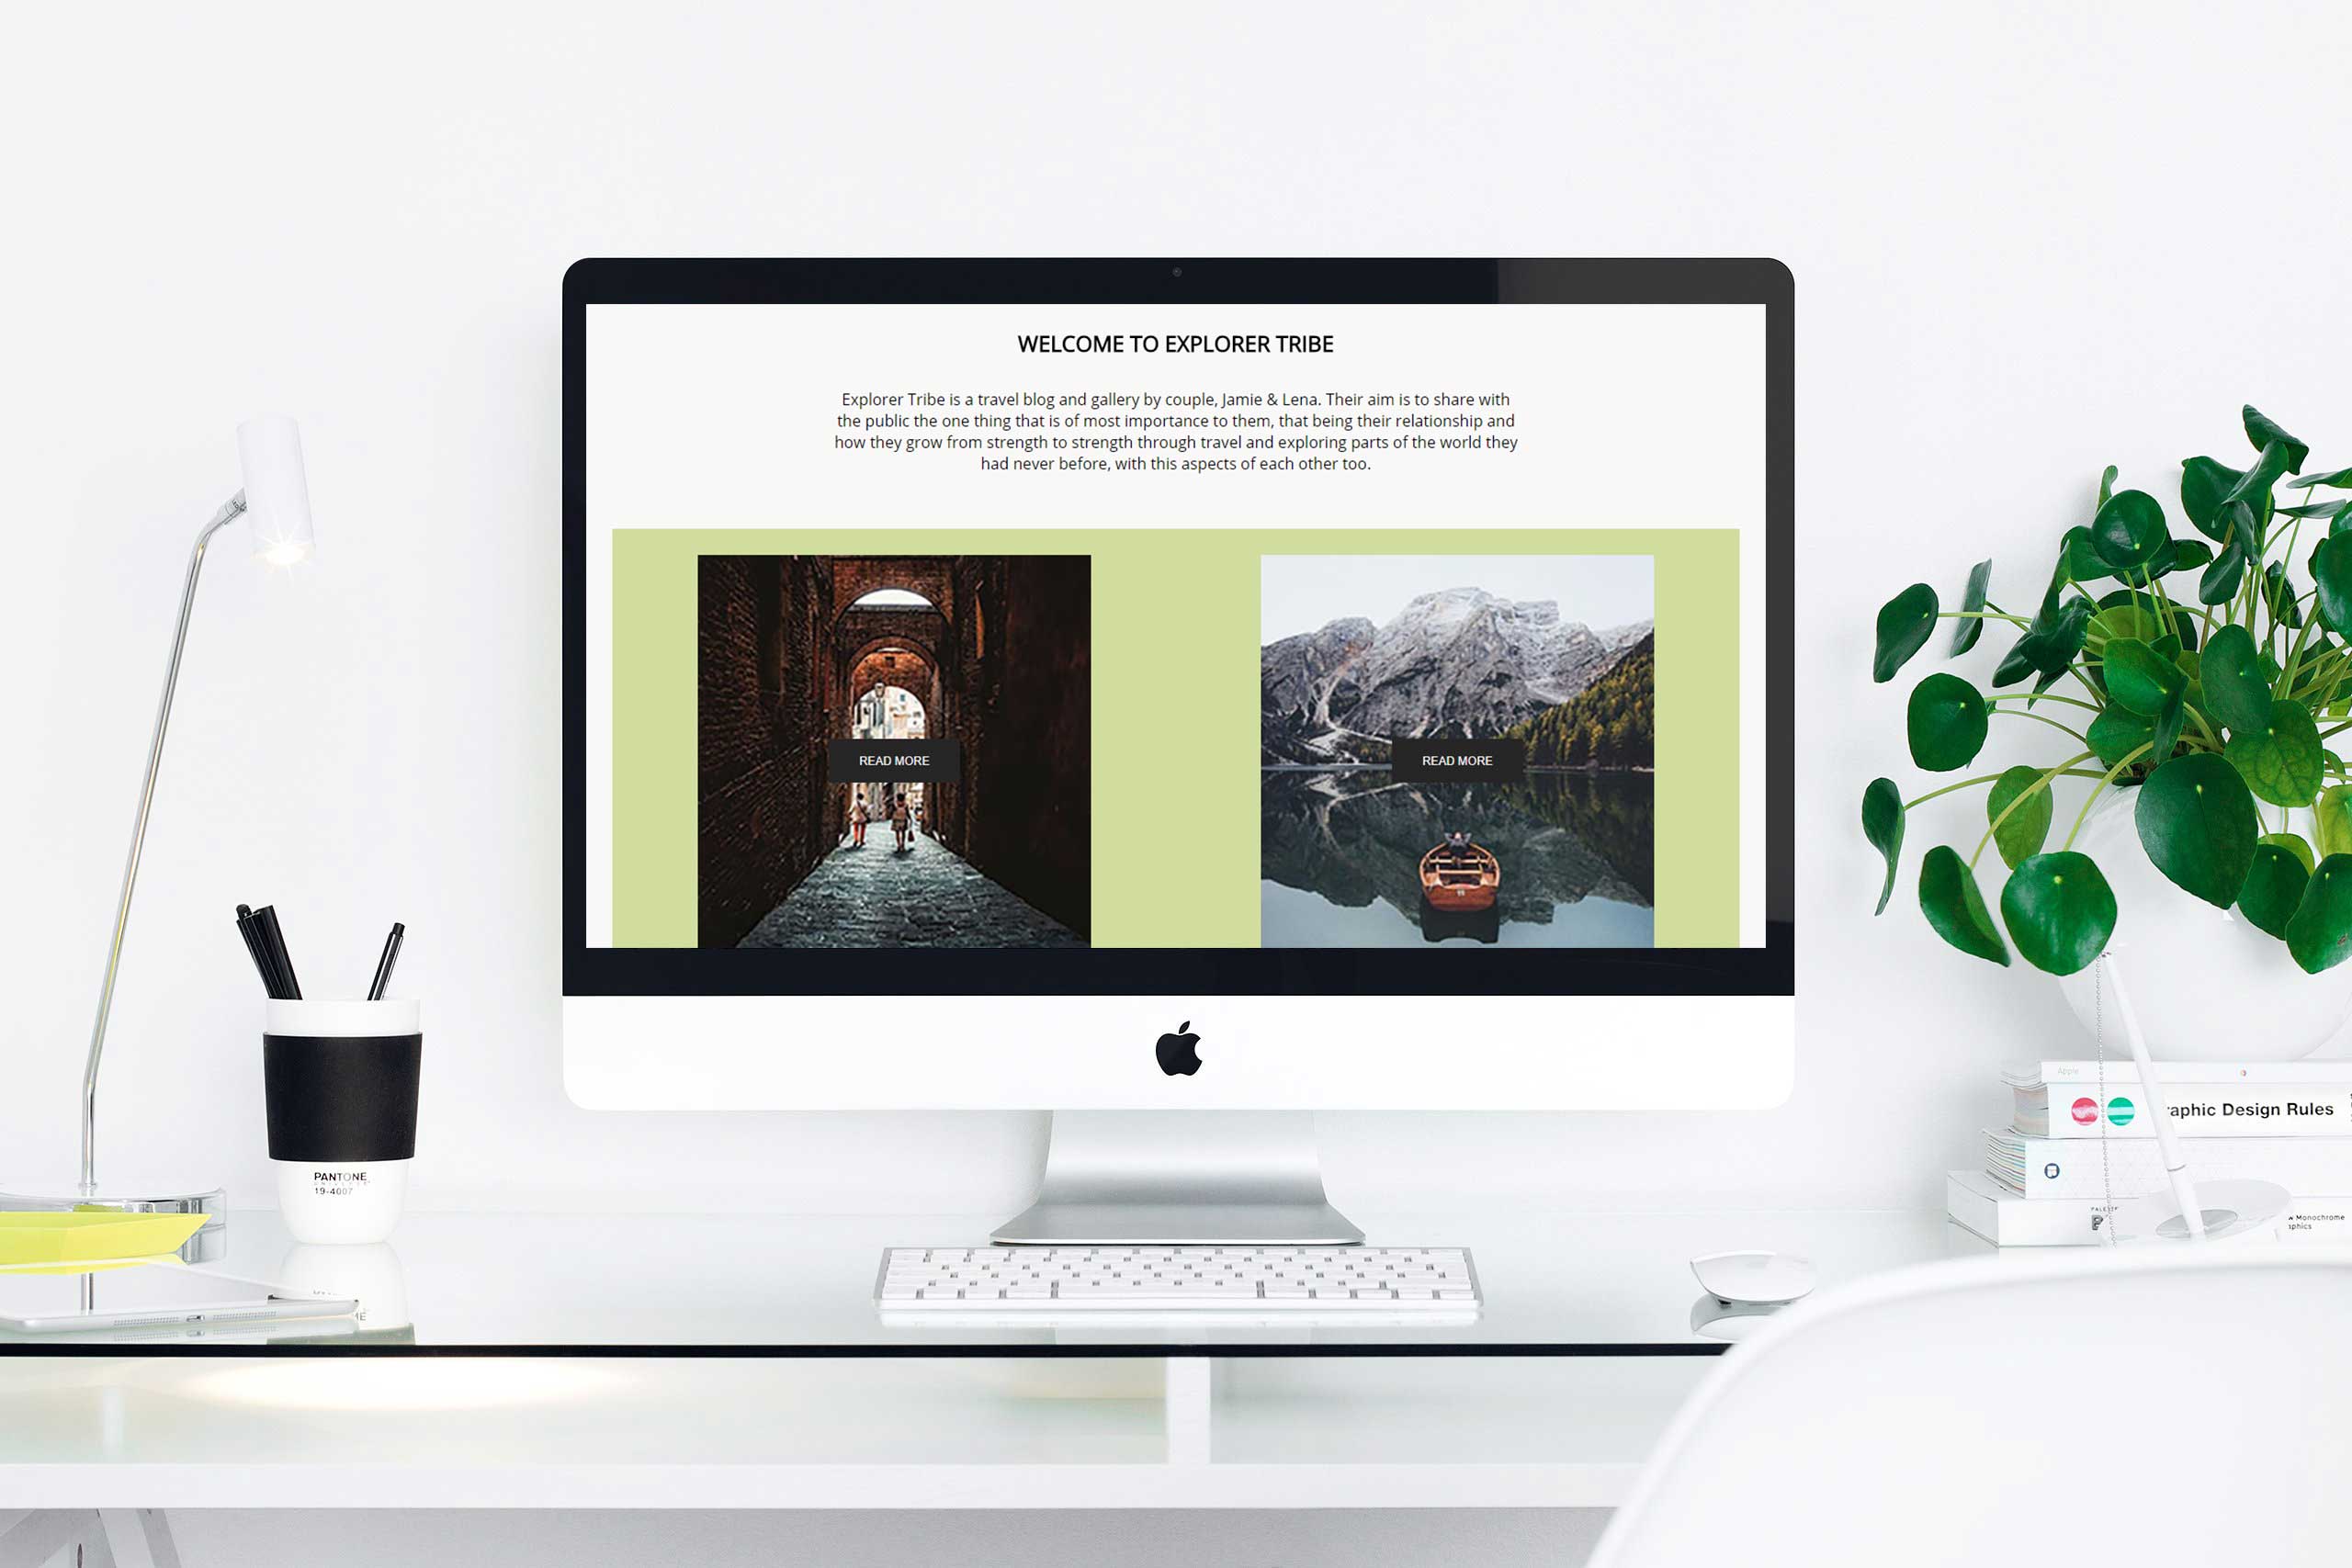 WELCOME TO EXPLORER TRIBE
Explorer Tribe is a travel blog and gallery by couple, Jamie & Lena. Their aim is to share with
the public the one thing that is of most importance to them, that being their relationship and
how they grow from strength to strength through travel and exploring parts of the world they
had never before, with this aspects of each other too.
READ MORE
READ MORE
PANTONE
UNIVERSE
19-4007
Apple
raphic Design Rules
Monochrome